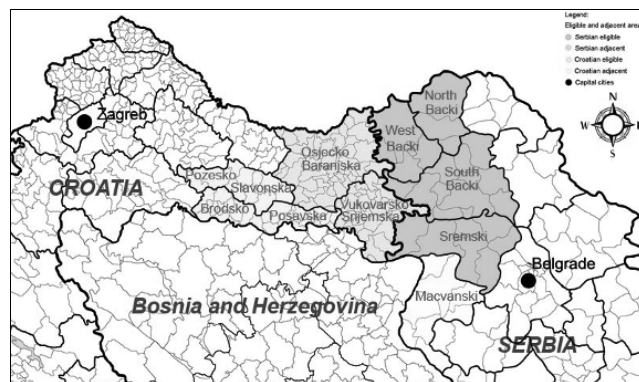 Legend:
Eligible and adjacent area
Serbian eligible
Serbian adjacent
Croatian eligible
Croatian adjacent
Capital cities
N
W
E
S
Zagreb
North
Backi
West
Backi
Osjecko
Baranjska
South
Backi
CROATIA
Pozesko
Slavonska
Brodsko
Posavska
Vukovarsko
Srijemska
Sremski
Belgrade
Macvanski
Bosnia and Herzegovina
SERBIA